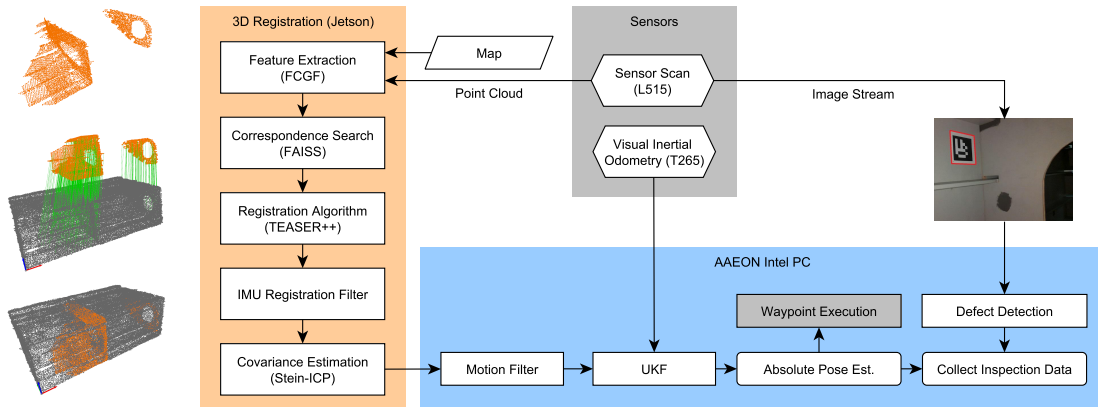 3D Registration (Jetson)
Feature Extraction
(FCGF)
Correspondence Search
(FAISS)
Registration Algorithm
(TEASER++)
IMU Registration Filter
Covariance Estimation
(Stein-ICP)
Map
Point Cloud
Sensors
Sensor Scan
(L515)
Visual Inertial
Odometry (T265)
Image Stream
AAEON Intel PC
Motion Filter
UKF
Waypoint Execution
Absolute Pose Est.
Defect Detection
Collect Inspection Data